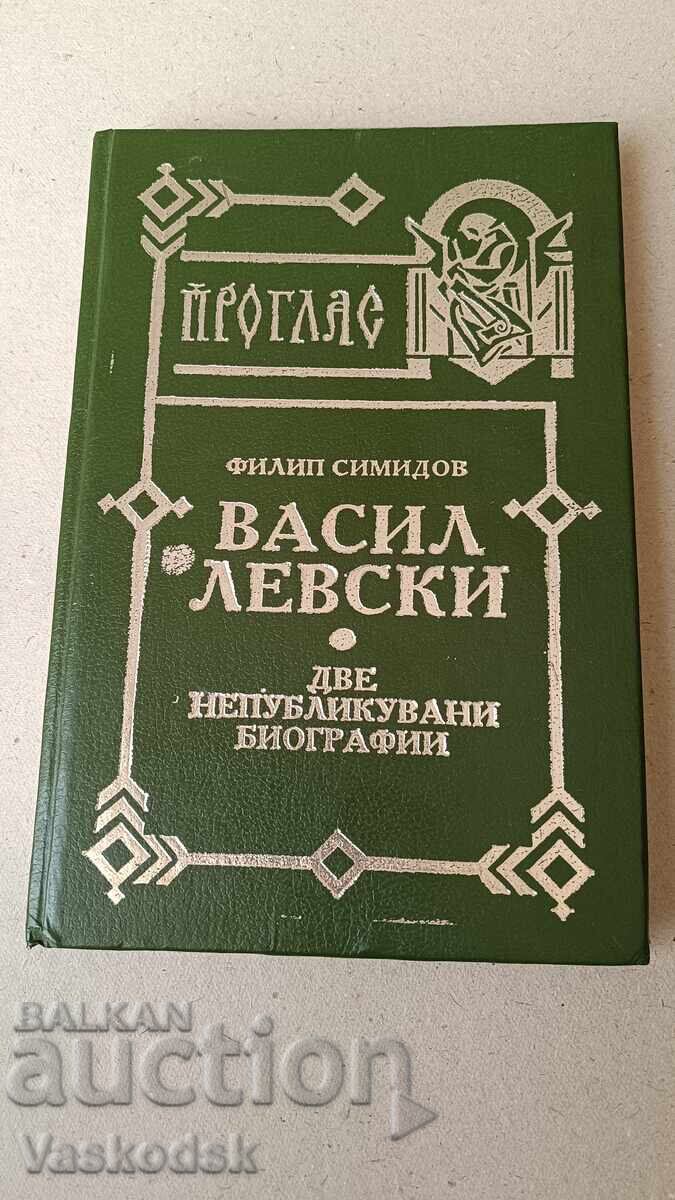 ПРОГЛАС
ФИЛИП СИМИДОВ
ВАСИЛ
ЛЕВСКИ
ДВЕ
НЕПУБЛИКУВАНИ
БИОГРАФИИ
BALKAN
auction
Vaskodsk